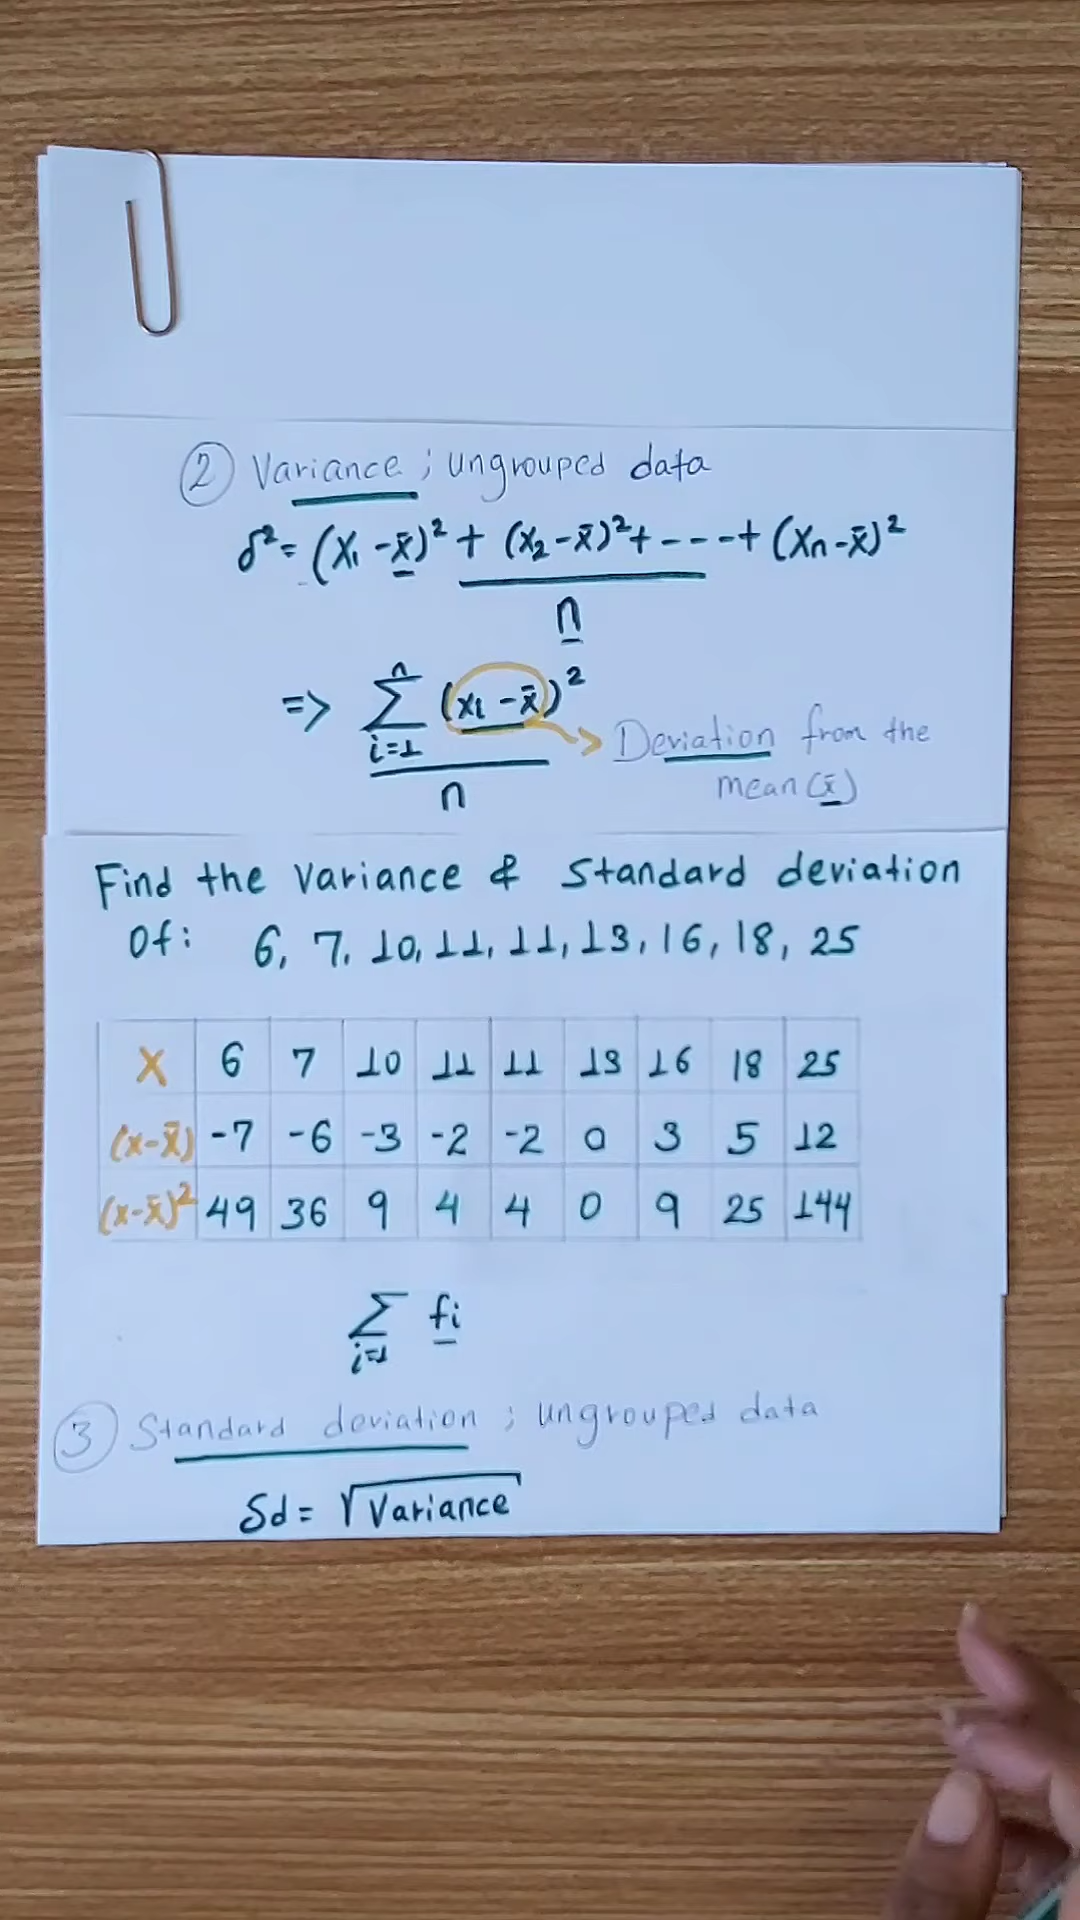 ② Variance ; ungrouped data
δ² = (x₁ - x̄)² + (x₂ - x̄)² + ---- + (xn - x̄)²
n
=> n
Σ (xi - x̄)²
i=1
n
Deviation from the
mean (x̄)
Find the variance & Standard deviation
Of: 6, 7, 10, 11, 11, 13, 16, 18, 25
X 6 7 10 11 11 13 16 18 25
(x-x̄) -7 -6 -3 -2 -2 0 3 5 12
(x-x̄)² 49 36 9 4 4 0 9 25 144
Σ fi
i=1
③ Standard deviation ; ungrouped data
Sd = √Variance